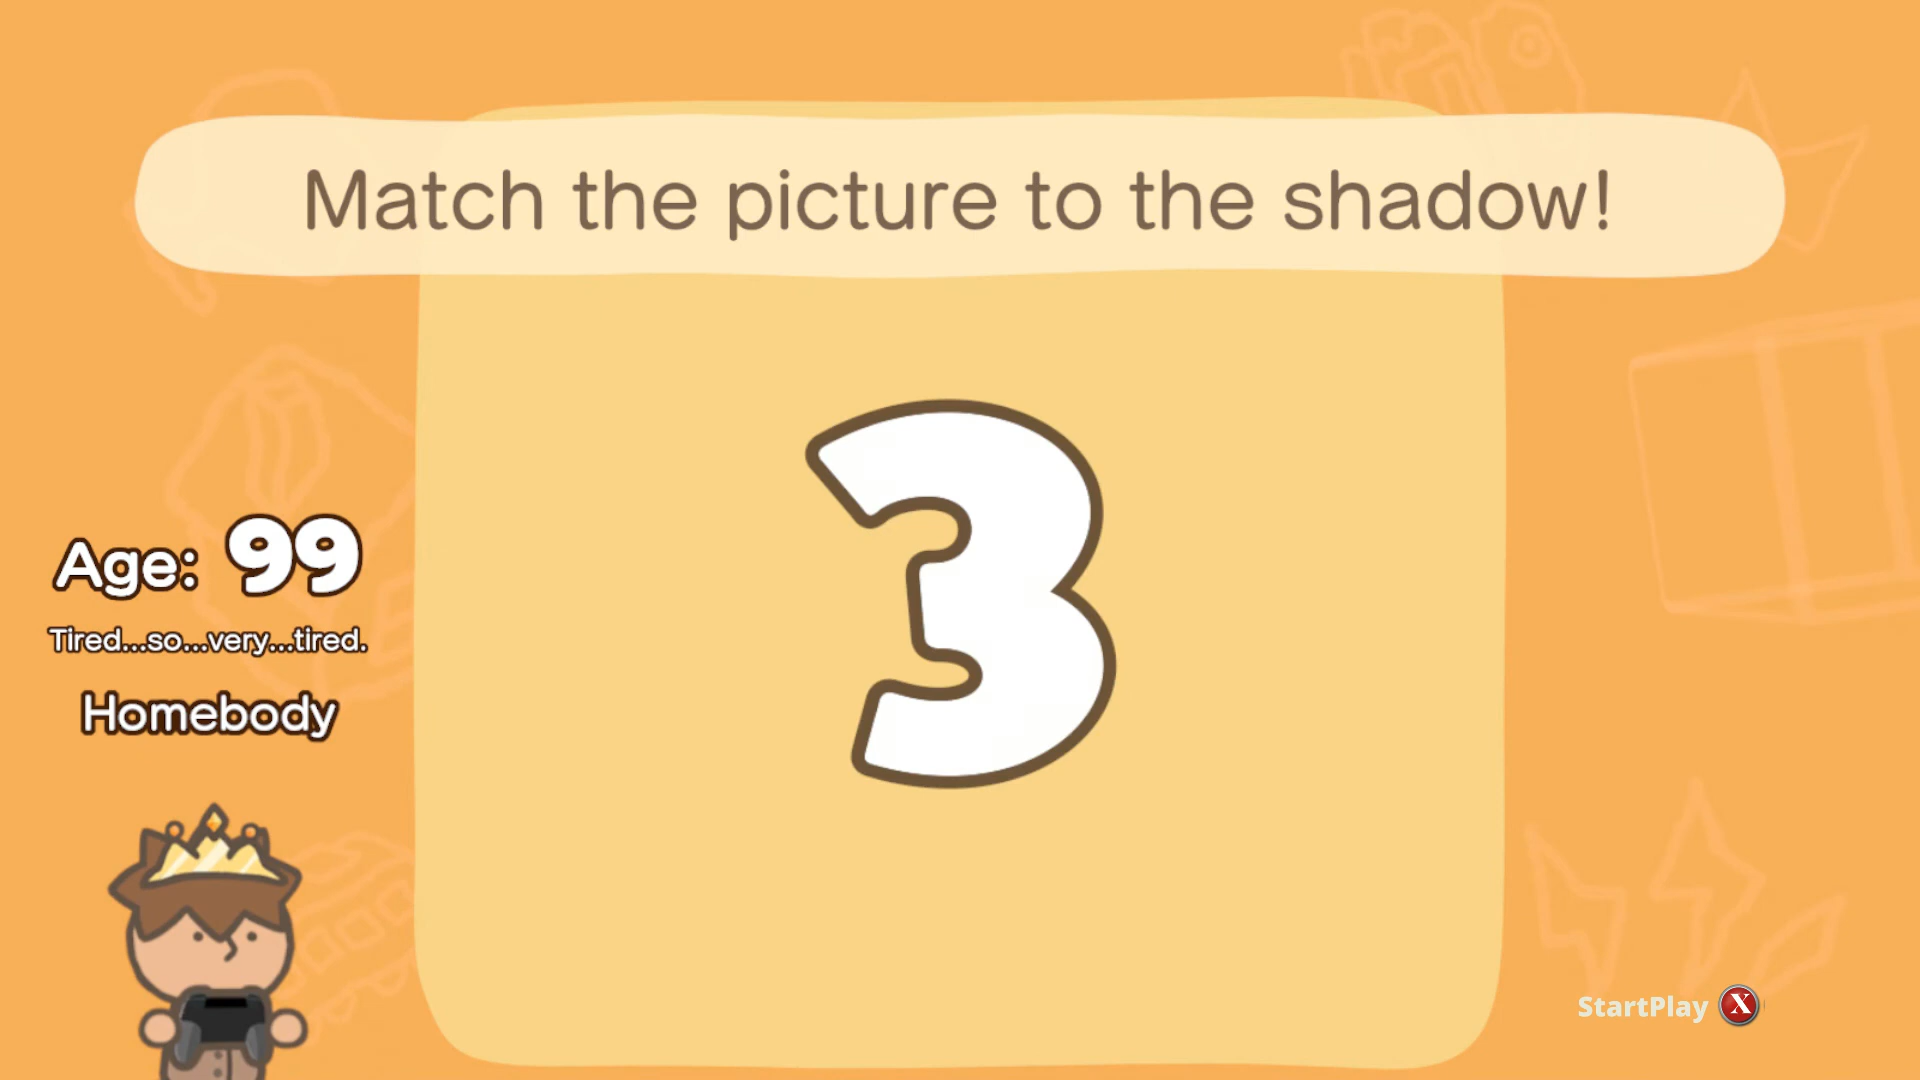 Match the picture to the shadow!
3
Age: 99
Tired...so...very...tired.
Homebody
StartPlay X